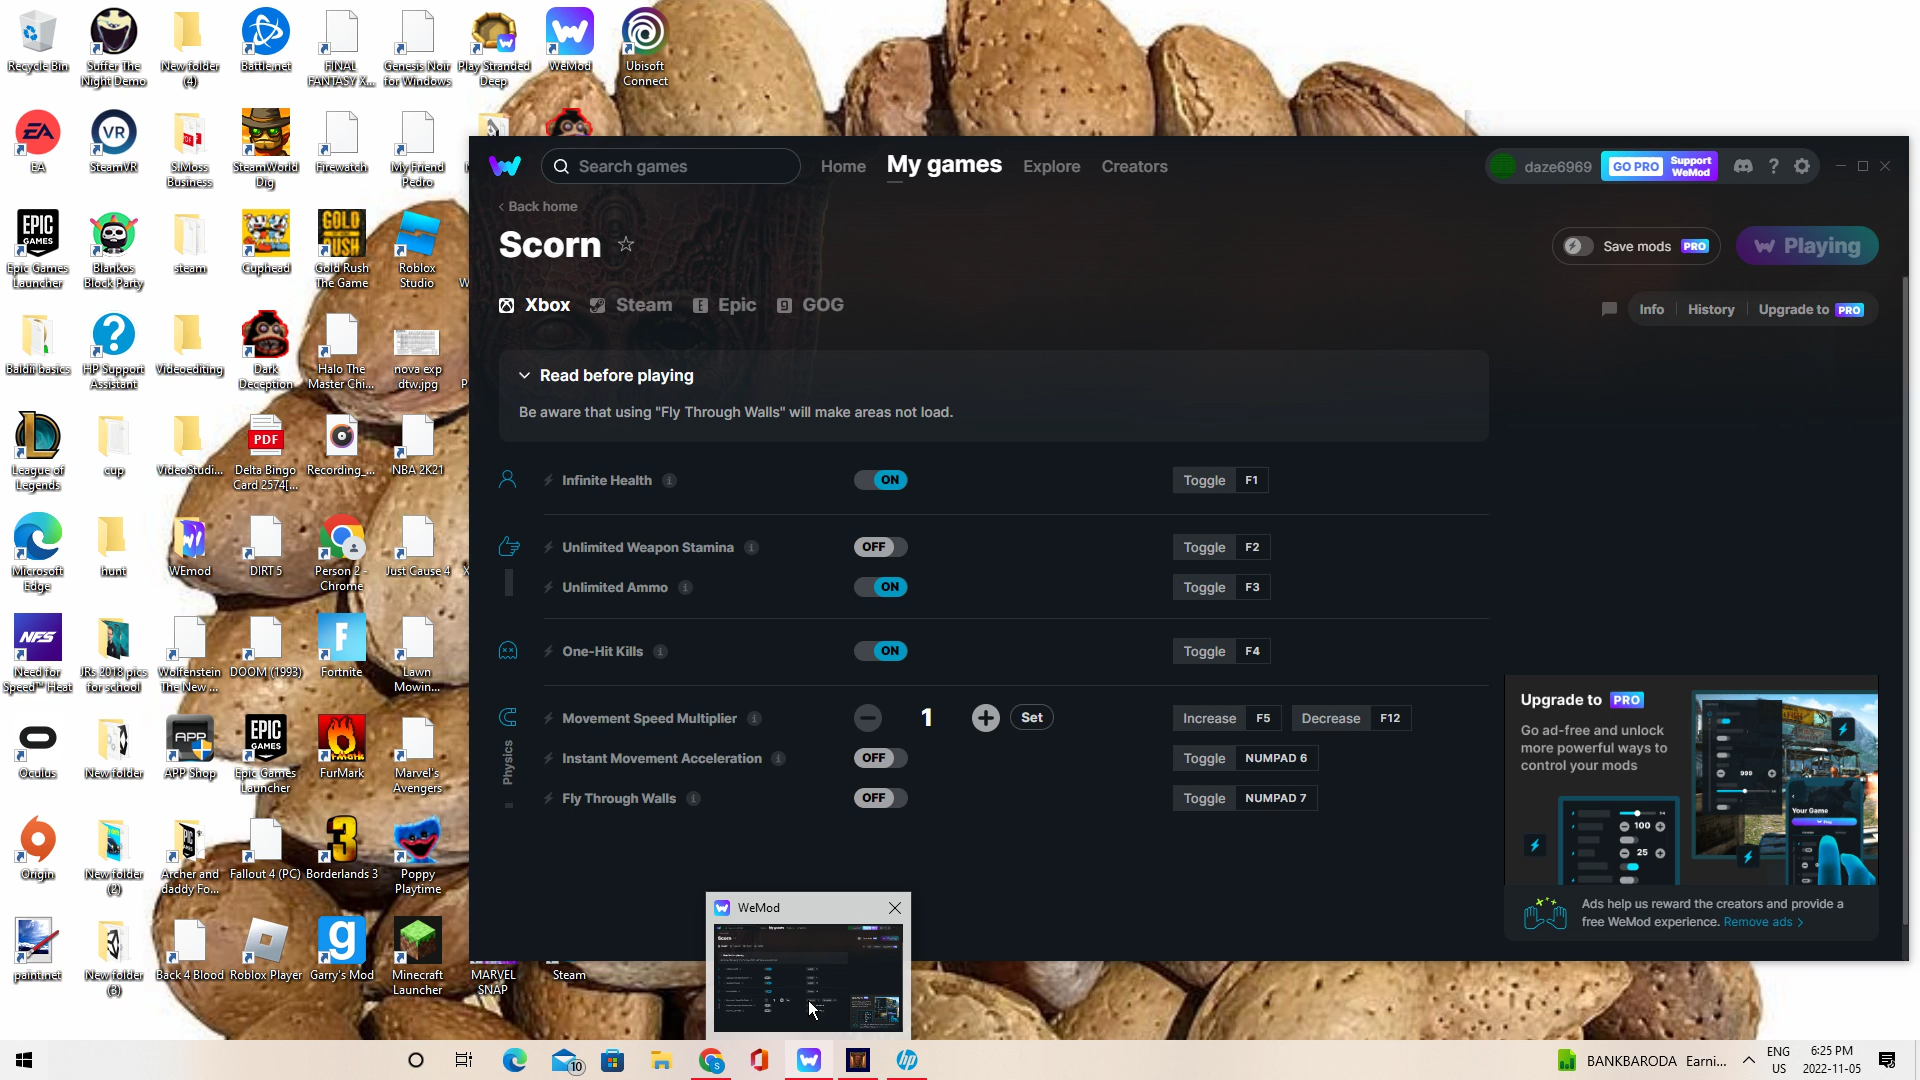 Recycle Bin
Suffer The
Night Demo
New folder
(4)
Battle.net
FINAL
FANTASY X...
Genesis Noir
for Windows
Play Stranded
Deep
WeMod
Ubisoft
Connect
EA
SteamVR
S.Moss
Business
SteamWorld
Dig
Firewatch
My Friend
Pedro
Epic Games
Launcher
Blankos
Block Party
steam
Cuphead
Gold Rush
The Game
Roblox
Studio
Baldii basics
HP Support
Assistant
Videoediting
Dark
Deception
Halo The
Master Chi...
nova exp
dtw.jpg
League of
Legends
cup
VideoStudi...
Delta Bingo
Card 2574[...
Recording_...
NBA 2K21
Microsoft
Edge
hunt
WEmod
DIRT 5
Person 2 -
Chrome
Just Cause 4
Need for
Speed™ Heat
JRs 2018 pics
for school
Wolfenstein
The New ...
DOOM (1993)
Fortnite
Lawn
Mowin...
Oculus
New folder
APP Shop
Epic Games
Launcher
FurMark
Marvel's
Avengers
Origin
New folder
(2)
Archer and
daddy Fo...
Fallout 4 (PC)
Borderlands 3
Poppy
Playtime
paint.net
New folder
(3)
Back 4 Blood
Roblox Player
Garry's Mod
Minecraft
Launcher
MARVEL
SNAP
Steam
Search games
Home
My games
Explore
Creators
daze6969
GO PRO
Support
WeMod
Back home
Scorn
Save mods PRO
Playing
Xbox
Steam
Epic
GOG
Info
History
Upgrade to PRO
Read before playing
Be aware that using "Fly Through Walls" will make areas not load.
Infinite Health ON Toggle F1
Unlimited Weapon Stamina OFF Toggle F2
Unlimited Ammo ON Toggle F3
One-Hit Kills ON Toggle F4
Movement Speed Multiplier 1 Set Increase F5 Decrease F12
Physics
Instant Movement Acceleration OFF Toggle NUMPAD 6
Fly Through Walls OFF Toggle NUMPAD 7
Upgrade to PRO
Go ad-free and unlock
more powerful ways to
control your mods
999
100
25
Your Game
Play
Ads help us reward the creators and provide a
free WeMod experience. Remove ads
WeMod
10
BANKBARODA Earni...
ENG
US
6:25 PM
2022-11-05